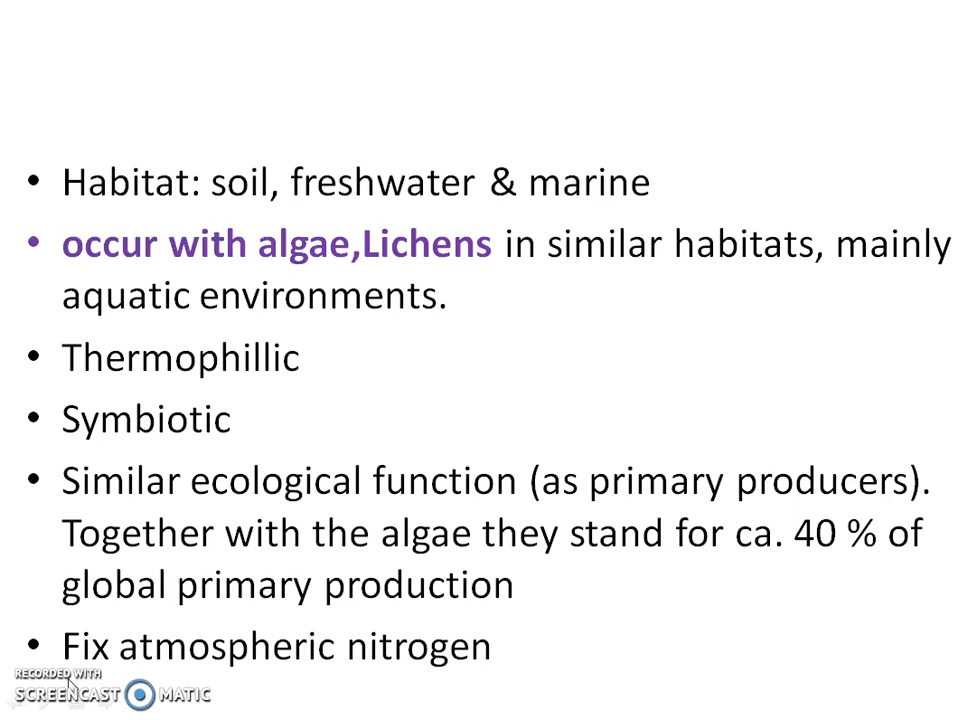 • Habitat: soil, freshwater & marine
• occur with algae,Lichens in similar habitats, mainly
aquatic environments.
• Thermophillic
• Symbiotic
• Similar ecological function (as primary producers).
Together with the algae they stand for ca. 40 % of
global primary production
• Fix atmospheric nitrogen
RECORDED WITH
SCREENCAST MATIC